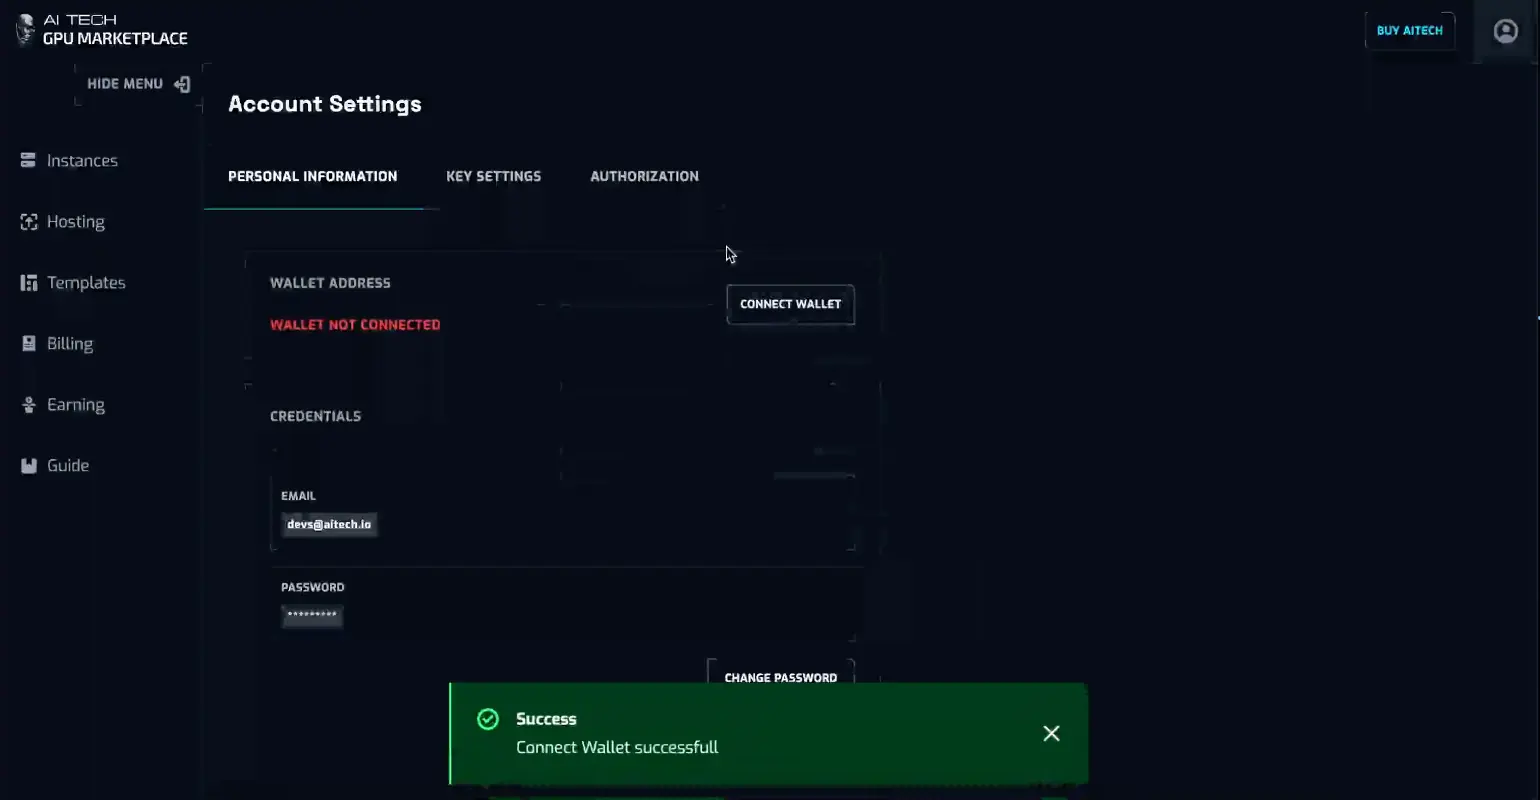 AI TECH
GPU MARKETPLACE
BUY AITECH
HIDE MENU
Account Settings
Instances
Hosting
Templates
Billing
Earning
Guide
PERSONAL INFORMATION
KEY SETTINGS
AUTHORIZATION
WALLET ADDRESS
WALLET NOT CONNECTED
CONNECT WALLET
CREDENTIALS
EMAIL
devs@aitech.io
PASSWORD
*********
CHANGE PASSWORD
Success
Connect Wallet successfull